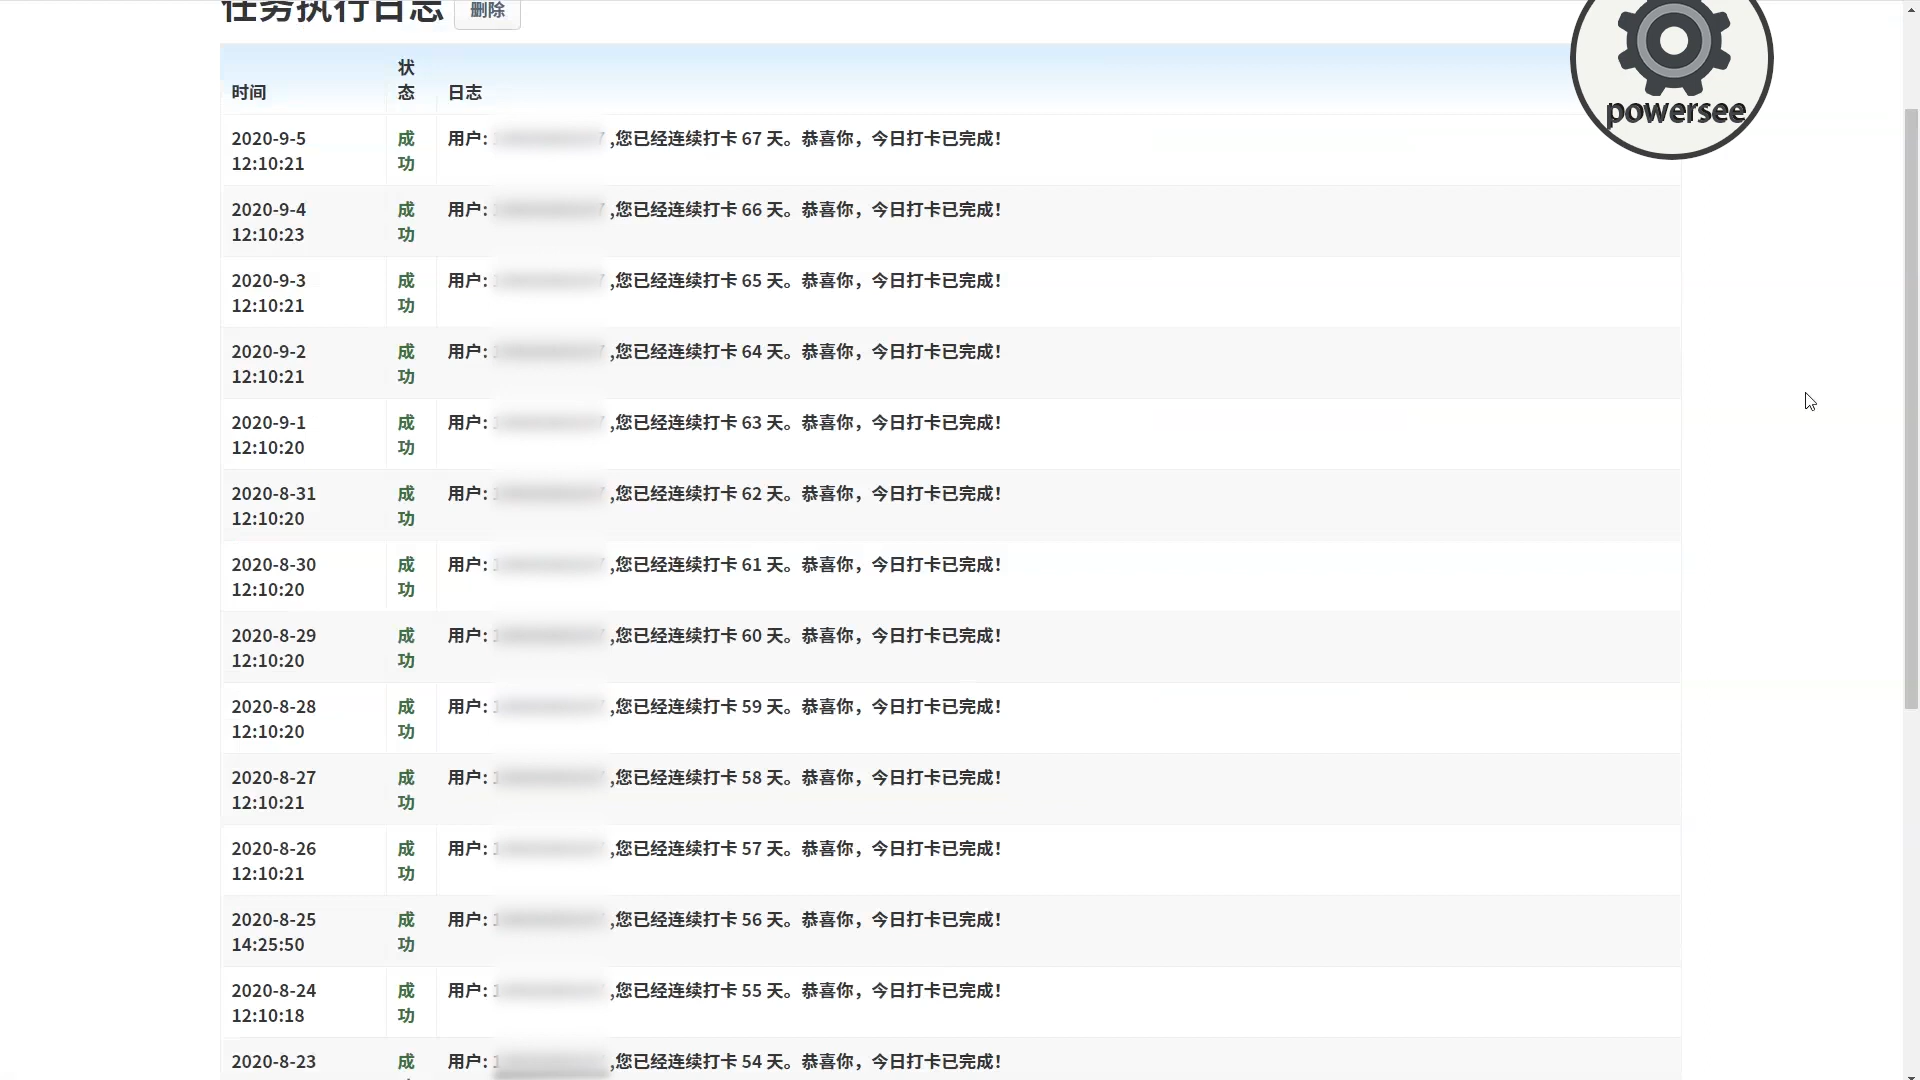 任务执行日志 删除
powersee
状
时间 态 日志
2020-9-5 成 用户: ,您已经连续打卡 67 天。恭喜你，今日打卡已完成！
12:10:21 功
2020-9-4 成 用户: ,您已经连续打卡 66 天。恭喜你，今日打卡已完成！
12:10:23 功
2020-9-3 成 用户: ,您已经连续打卡 65 天。恭喜你，今日打卡已完成！
12:10:21 功
2020-9-2 成 用户: ,您已经连续打卡 64 天。恭喜你，今日打卡已完成！
12:10:21 功
2020-9-1 成 用户: ,您已经连续打卡 63 天。恭喜你，今日打卡已完成！
12:10:20 功
2020-8-31 成 用户: ,您已经连续打卡 62 天。恭喜你，今日打卡已完成！
12:10:20 功
2020-8-30 成 用户: ,您已经连续打卡 61 天。恭喜你，今日打卡已完成！
12:10:20 功
2020-8-29 成 用户: ,您已经连续打卡 60 天。恭喜你，今日打卡已完成！
12:10:20 功
2020-8-28 成 用户: ,您已经连续打卡 59 天。恭喜你，今日打卡已完成！
12:10:20 功
2020-8-27 成 用户: ,您已经连续打卡 58 天。恭喜你，今日打卡已完成！
12:10:21 功
2020-8-26 成 用户: ,您已经连续打卡 57 天。恭喜你，今日打卡已完成！
12:10:21 功
2020-8-25 成 用户: ,您已经连续打卡 56 天。恭喜你，今日打卡已完成！
14:25:50 功
2020-8-24 成 用户: ,您已经连续打卡 55 天。恭喜你，今日打卡已完成！
12:10:18 功
2020-8-23 成 用户: ,您已经连续打卡 54 天。恭喜你，今日打卡已完成！